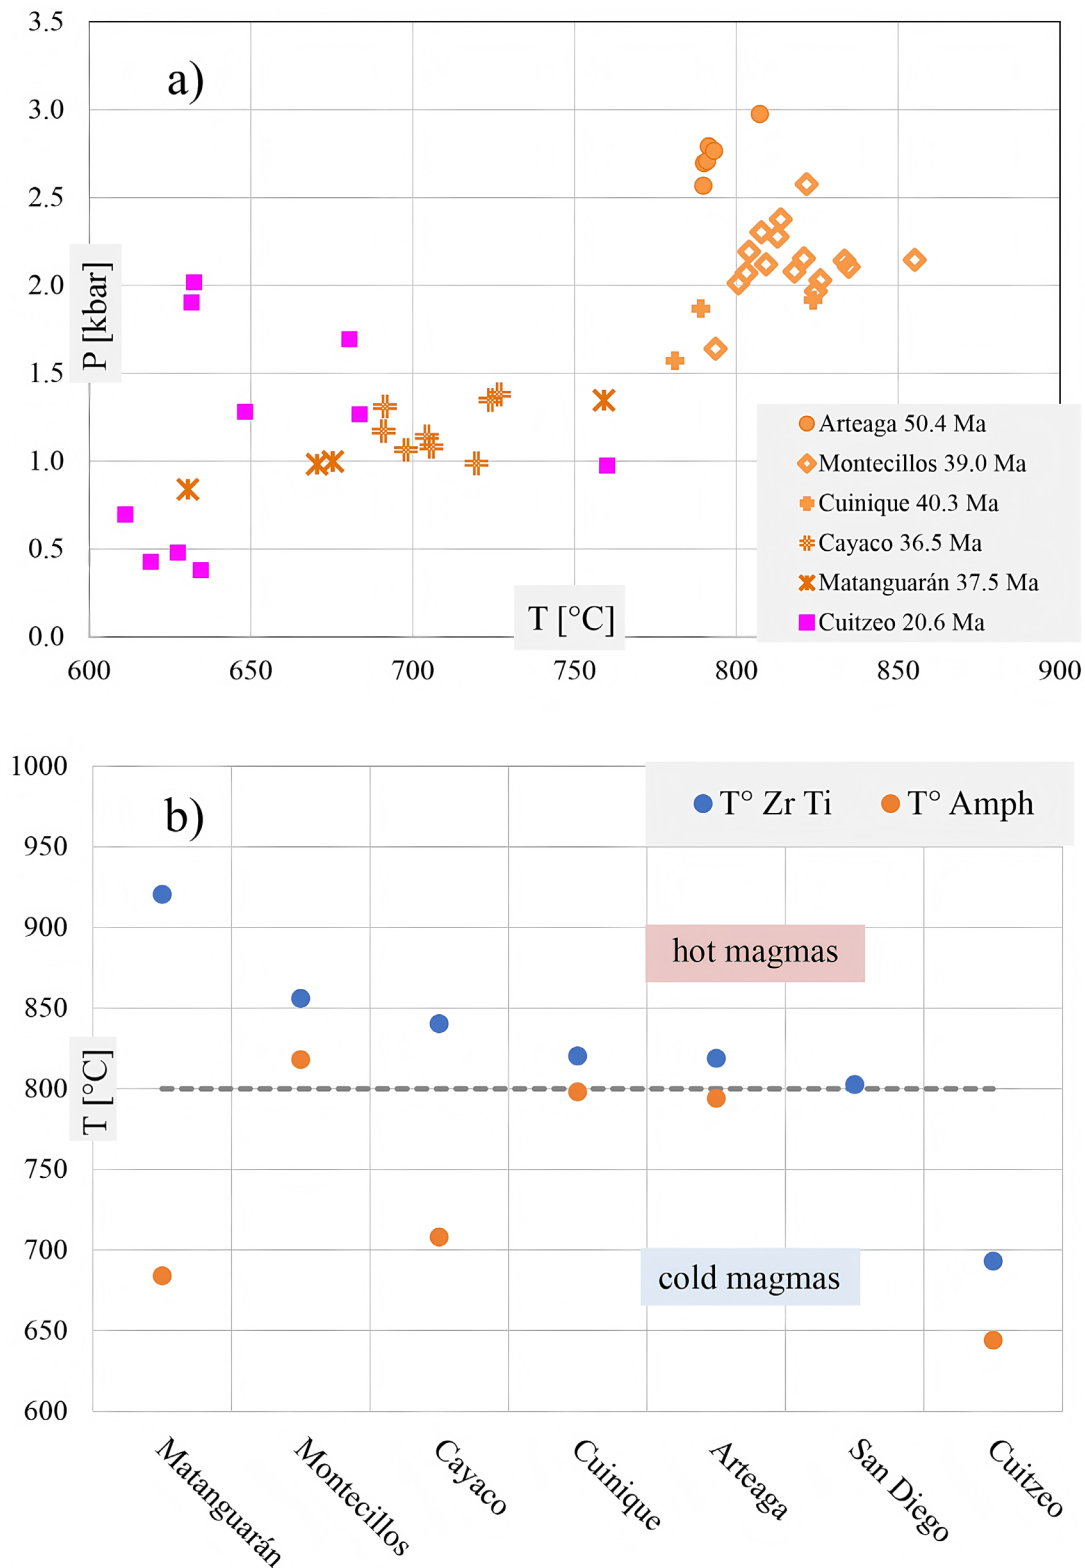 3.5
a)
3.0
2.5
2.0
P [kbar]
1.5
Arteaga 50.4 Ma
Montecillos 39.0 Ma
1.0
Cuinique 40.3 Ma
Cayaco 36.5 Ma
0.5
Matanguarán 37.5 Ma
T [°C]
Cuitzeo 20.6 Ma
0.0
600 650 700 750 800 850 900
1000
b)
T° Zr Ti T° Amph
950
hot magmas
900
850
T [°C]
800
750
700
cold magmas
650
600
Matanguarán
Montecillos
Cayaco
Cuinique
Arteaga
San Diego
Cuitzeo